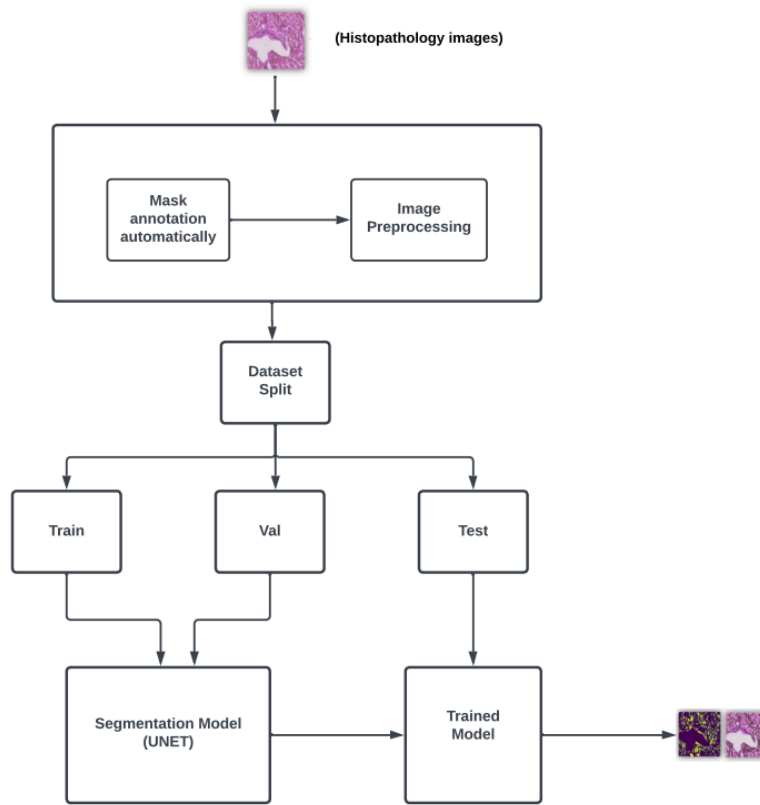 (Histopathology images)
Mask
annotation
automatically
Image
Preprocessing
Dataset
Split
Train
Val
Test
Segmentation Model
(UNET)
Trained
Model